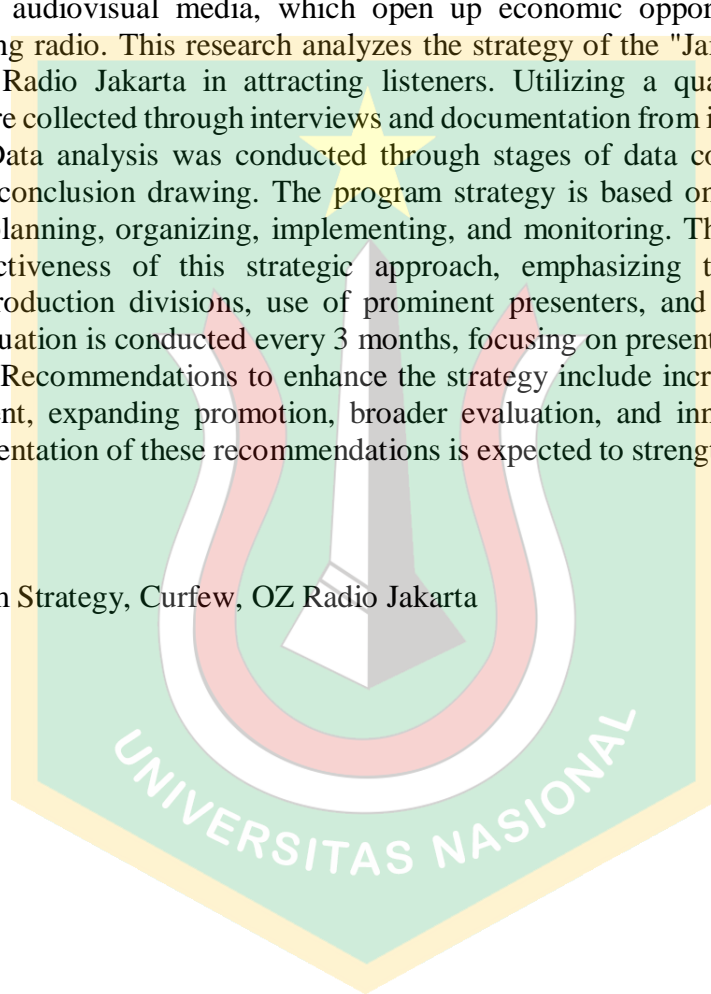 audiovisual media, which open up economic oppor
ng radio. This research analyzes the strategy of the "Jar
Radio Jakarta in attracting listeners. Utilizing a qua
re collected through interviews and documentation from i
Data analysis was conducted through stages of data co
conclusion drawing. The program strategy is based on
lanning, organizing, implementing, and monitoring. Th
ctiveness of this strategic approach, emphasizing t
roduction divisions, use of prominent presenters, and
uation is conducted every 3 months, focusing on present
Recommendations to enhance the strategy include incr
nt, expanding promotion, broader evaluation, and inn
entation of these recommendations is expected to streng
n Strategy, Curfew, OZ Radio Jakarta
UNIVERSITAS NASIONAL